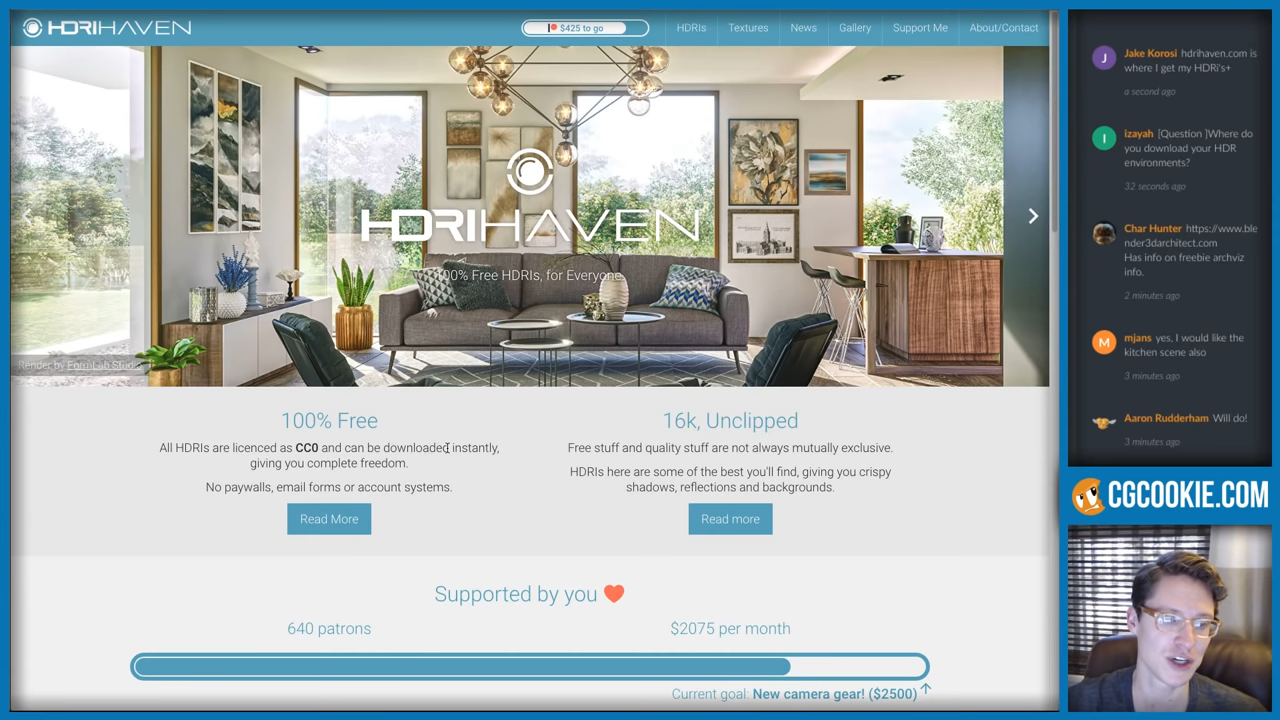 HDRIHAVEN
$425 to go
HDRIs
Textures
News
Gallery
Support Me
About/Contact
HDRIHAVEN
100% Free HDRIs, for Everyone
Render by FormLab Studio
100% Free
All HDRIs are licenced as CC0 and can be downloaded instantly,
giving you complete freedom.
No paywalls, email forms or account systems.
Read More
16k, Unclipped
Free stuff and quality stuff are not always mutually exclusive.
HDRIs here are some of the best you'll find, giving you crispy
shadows, reflections and backgrounds.
Read more
Supported by you
640 patrons
$2075 per month
Current goal: New camera gear! ($2500)
J
Jake Korosi hdrihaven.com is
where I get my HDRi's+
a second ago
I
izayah [Question ]Where do
you download your HDR
environments?
32 seconds ago
Char Hunter https://www.ble
nder3darchitect.com
Has info on freebie archviz
info.
2 minutes ago
M
mjans yes, I would like the
kitchen scene also
3 minutes ago
Aaron Rudderham Will do!
3 minutes ago
CGCOOKIE.COM